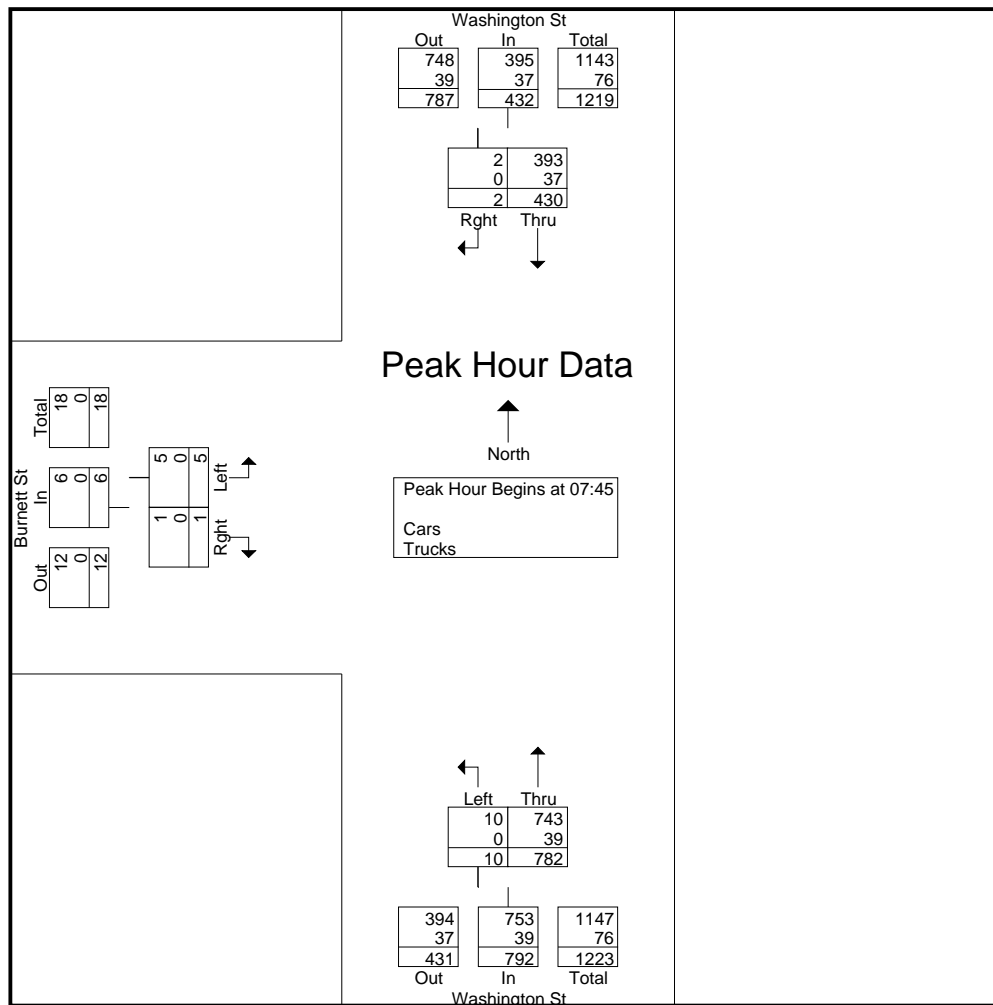 Washington St
Out In Total
748 395 1143
39 37 76
787 432 1219
2 393
0 37
2 430
Rght Thru
Peak Hour Data
North
Peak Hour Begins at 07:45
Cars
Trucks
Burnett St
Out In Total
12 6 18
0 0 0
12 6 18
Rght Left
1 5
0 0
1 5
Left Thru
10 743
0 39
10 782
394 753 1147
37 39 76
431 792 1223
Out In Total
Washington St